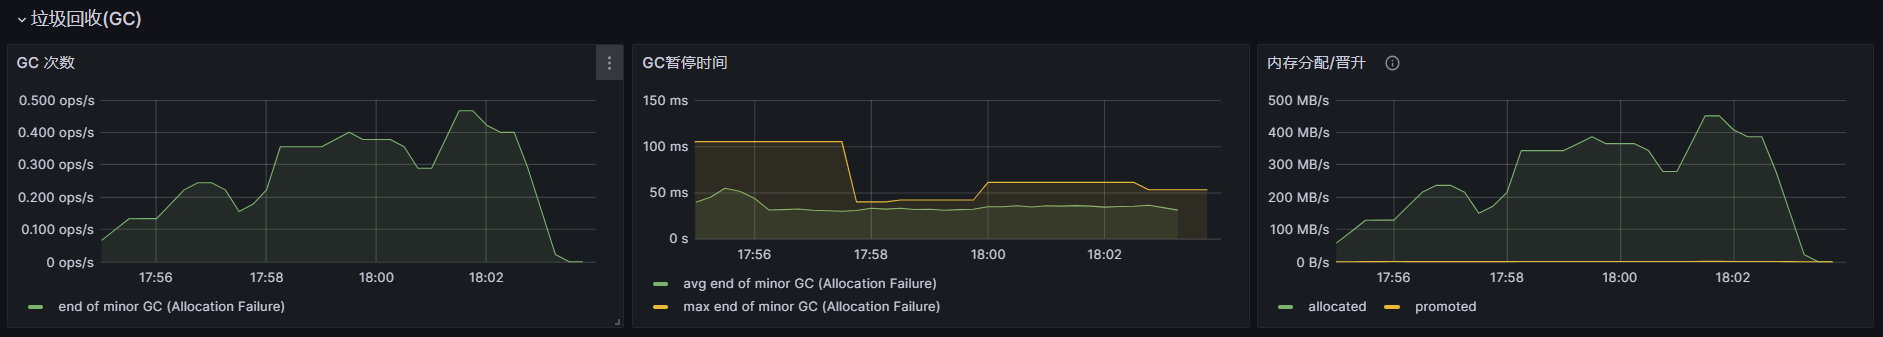 垃圾回收(GC)
GC 次数
0.500 ops/s
0.400 ops/s
0.300 ops/s
0.200 ops/s
0.100 ops/s
0 ops/s
17:56 17:58 18:00 18:02
end of minor GC (Allocation Failure)
GC暂停时间
150 ms
100 ms
50 ms
0 s
17:56 17:58 18:00 18:02
avg end of minor GC (Allocation Failure)
max end of minor GC (Allocation Failure)
内存分配/晋升
500 MB/s
400 MB/s
300 MB/s
200 MB/s
100 MB/s
0 B/s
17:56 17:58 18:00 18:02
allocated promoted